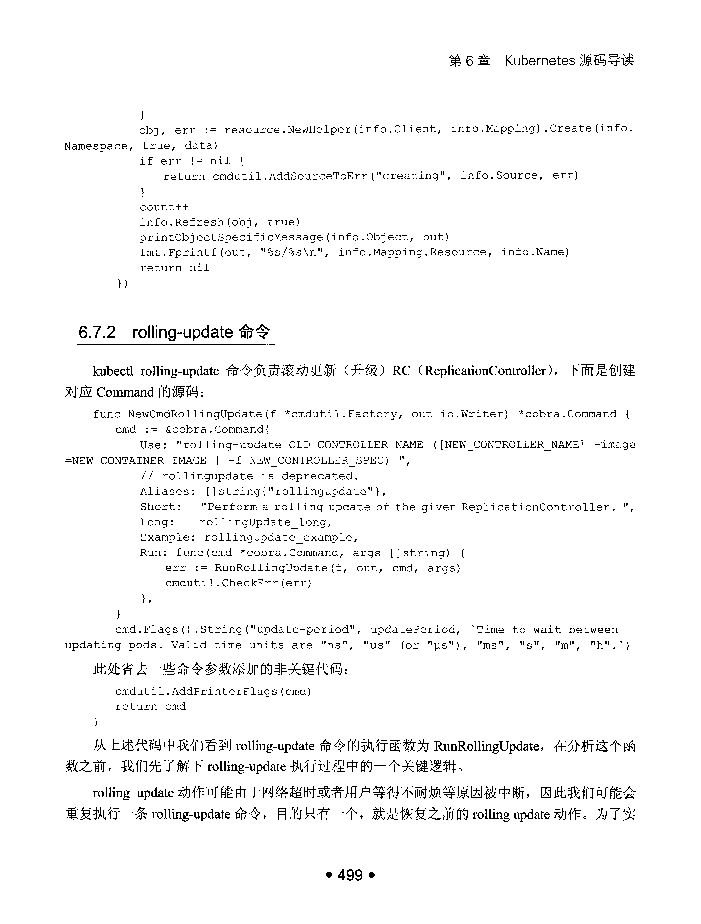 第 6 章 Kubernetes 源码导读
}
obj, err := resource.NewHelper(info.Client, info.Mapping).Create(info.
Namespace, true, data)
if err != nil {
return cmdutil.AddSourceToErr("creating", info.Source, err)
}
count++
info.Refresh(obj, true)
printObjectSpecificMessage(info.Object, out)
fmt.Fprintf(out, "%s/%s\n", info.Mapping.Resource, info.Name)
return nil
})
6.7.2 rolling-update 命令
kubectl rolling-update 命令负责滚动更新（升级）RC（ReplicationController），下面是创建
对应 Command 的源码：
func NewCmdRollingUpdate(f *cmdutil.Factory, out io.Writer) *cobra.Command {
cmd := &cobra.Command{
Use: "rolling-update OLD_CONTROLLER_NAME ([NEW_CONTROLLER_NAME] -image
=NEW_CONTAINER_IMAGE | -f NEW_CONTROLLER_SPEC) ",
// rollingupdate is deprecated.
Aliases: []string{"rollingupdate"},
Short: "Perform a rolling update of the given ReplicationController. ",
Long: rollingUpdate_long,
Example: rollingUpdate_example,
Run: func(cmd *cobra.Command, args []string) {
err := RunRollingUpdate(f, out, cmd, args)
cmdutil.CheckErr(err)
},
}
cmd.Flags().String("update-period", updatePeriod, `Time to wait between
updating pods. Valid time units are "ns", "us" (or "µs"), "ms", "s", "m", "h".`)
此处省去一些命令参数添加的非关键代码：
cmdutil.AddPrinterFlags(cmd)
return cmd
}
从上述代码中我们看到 rolling-update 命令的执行函数为 RunRollingUpdate，在分析这个函
数之前，我们先了解下 rolling-update 执行过程中的一个关键逻辑。
rolling update 动作可能由于网络超时或者用户等得不耐烦等原因被中断，因此我们可能会
重复执行一条 rolling-update 命令，目的只有一个，就是恢复之前的 rolling update 动作。为了实
• 499 •